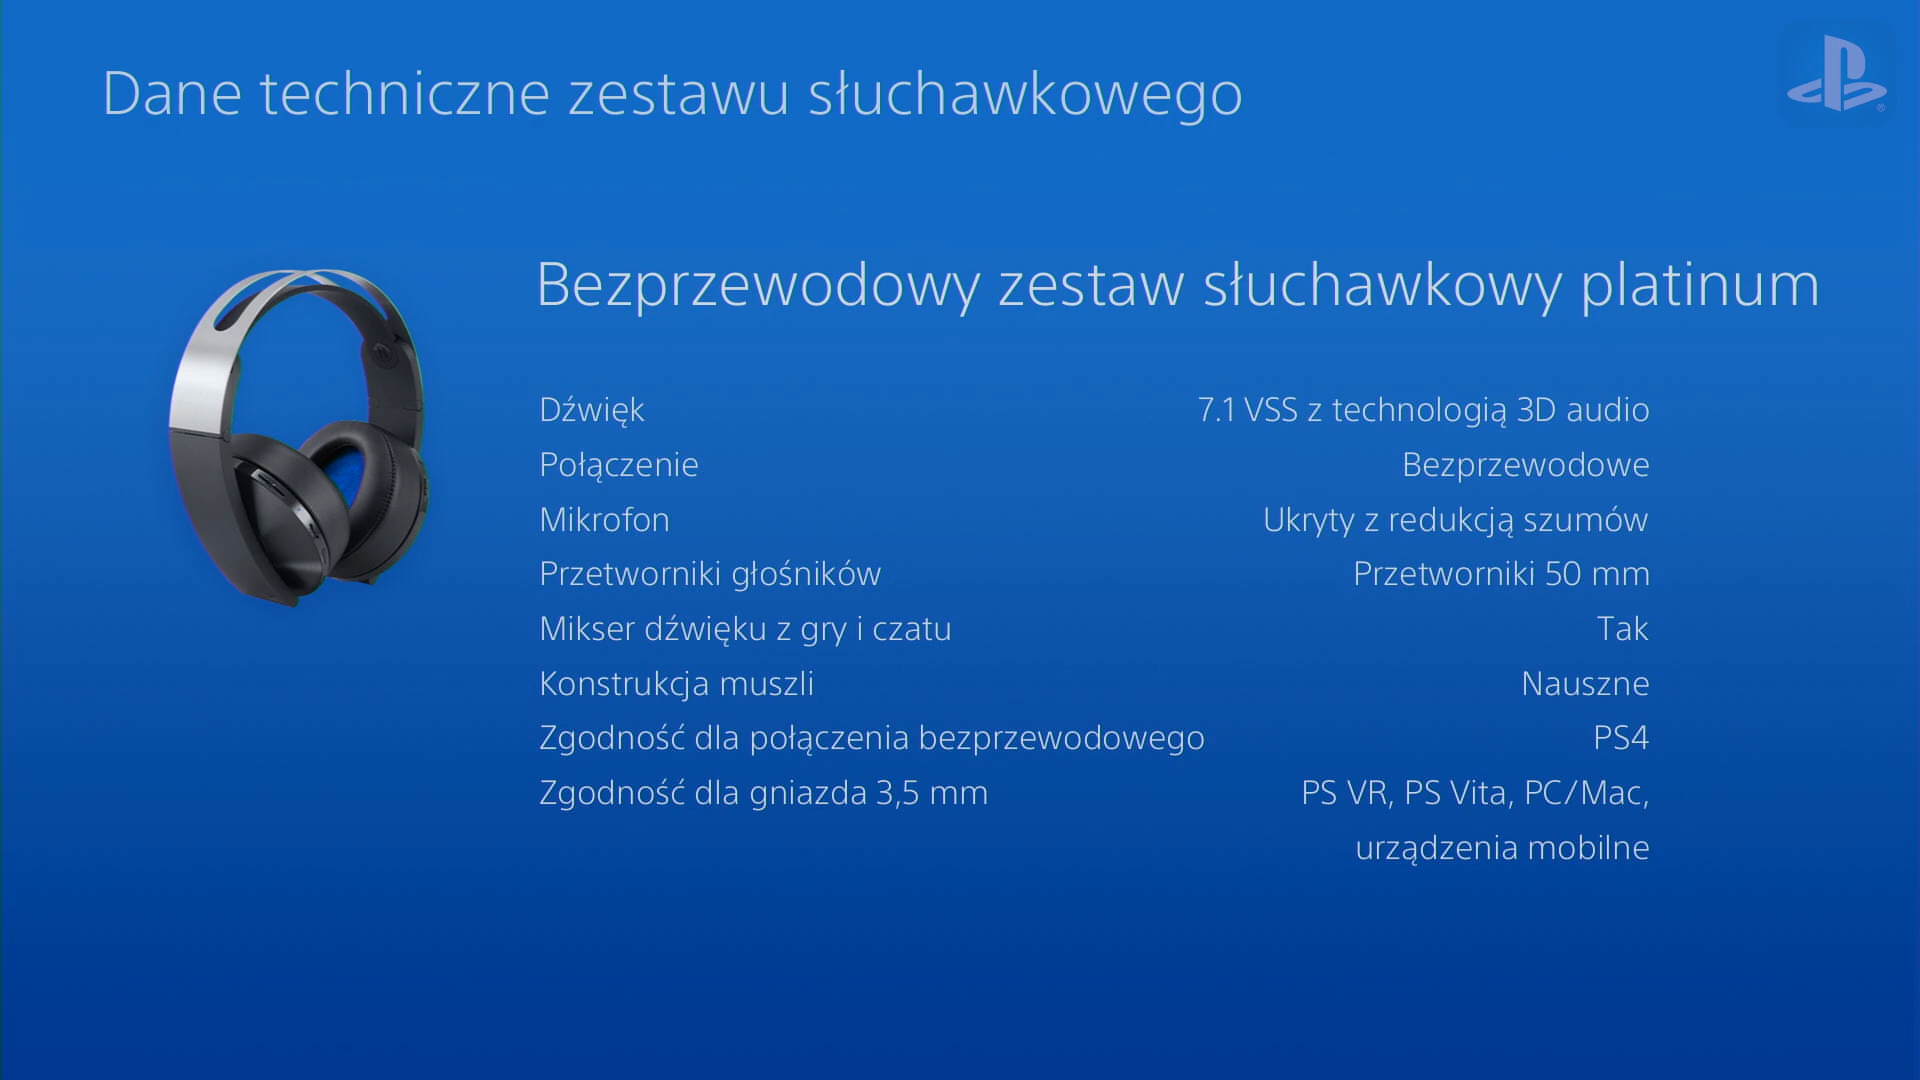 Dane techniczne zestawu słuchawkowego
Bezprzewodowy zestaw słuchawkowy platinum
Dźwięk 7.1 VSS z technologią 3D audio
Połączenie Bezprzewodowe
Mikrofon Ukryty z redukcją szumów
Przetworniki głośników Przetworniki 50 mm
Mikser dźwięku z gry i czatu Tak
Konstrukcja muszli Nauszne
Zgodność dla połączenia bezprzewodowego PS4
Zgodność dla gniazda 3,5 mm PS VR, PS Vita, PC/Mac,
urządzenia mobilne